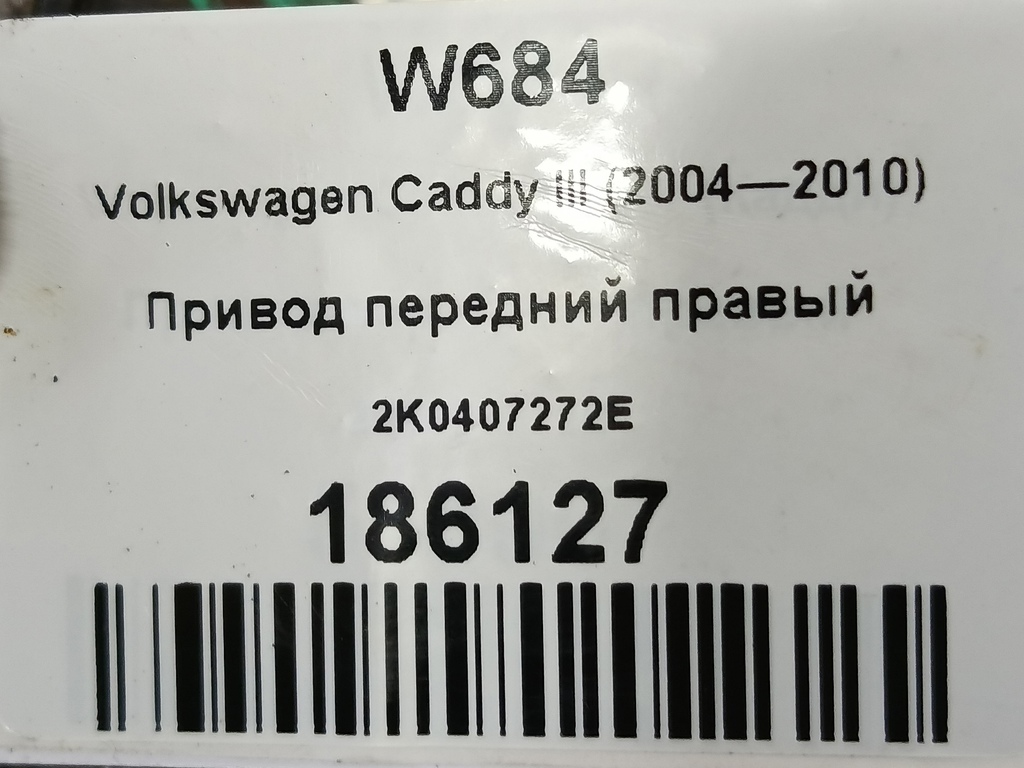 W684
Volkswagen Caddy III (2004—2010)
Привод передний правый
2K0407272E
186127